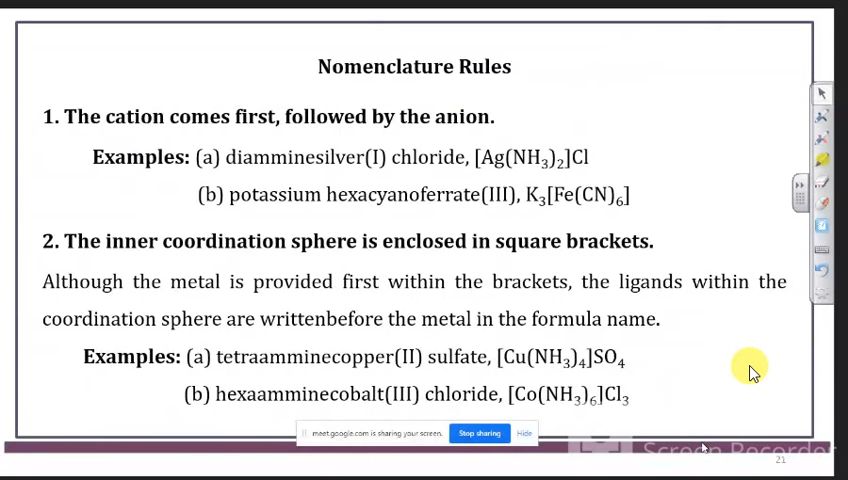 Nomenclature Rules
1. The cation comes first, followed by the anion.
Examples: (a) diamminesilver(I) chloride, [Ag(NH₃)₂]Cl
(b) potassium hexacyanoferrate(III), K₃[Fe(CN)₆]
2. The inner coordination sphere is enclosed in square brackets.
Although the metal is provided first within the brackets, the ligands within the
coordination sphere are writtenbefore the metal in the formula name.
Examples: (a) tetraamminecopper(II) sulfate, [Cu(NH₃)₄]SO₄
(b) hexaamminecobalt(III) chloride, [Co(NH₃)₆]Cl₃
meet.google.com is sharing your screen. Stop sharing Hide
Screen Recorder
21